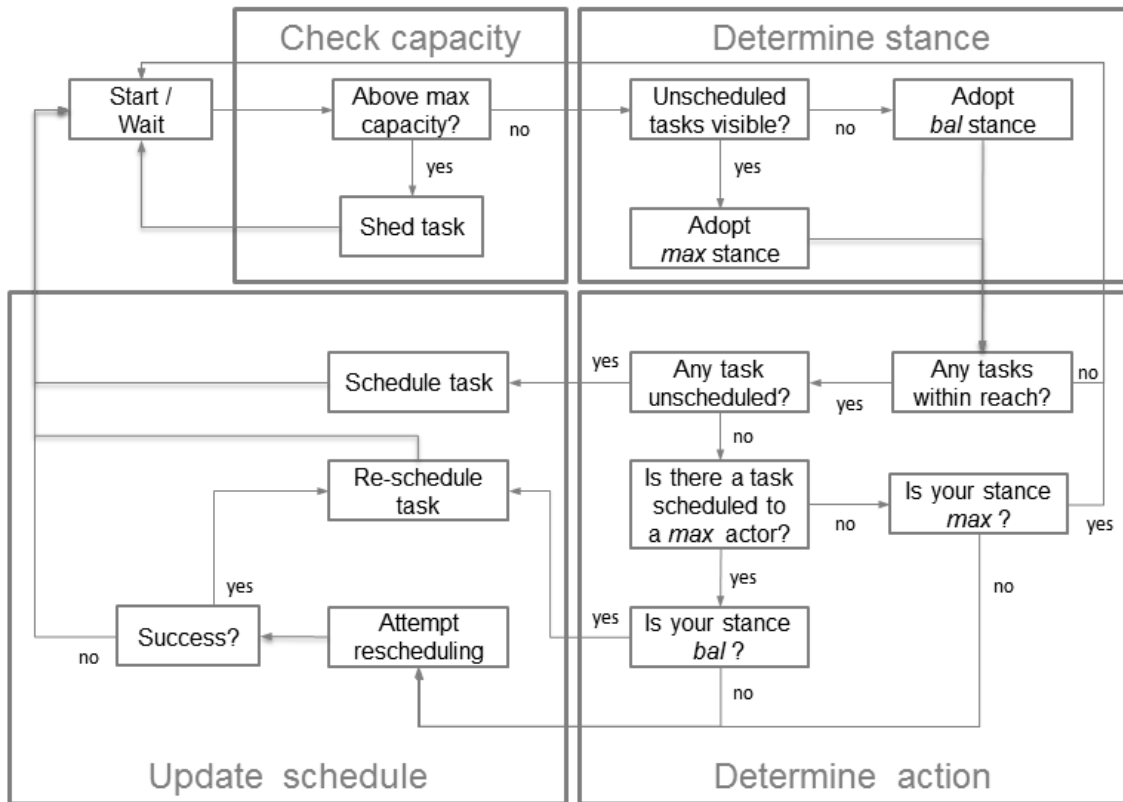 Check capacity
Determine stance
Start /
Wait
Above max
capacity?
no
yes
Shed task
Unscheduled
tasks visible?
no
yes
Adopt
bal stance
Adopt
max stance
Any tasks
within reach?
no
yes
Any task
unscheduled?
yes
no
Schedule task
Is there a task
scheduled to
a max actor?
no
yes
Is your stance
max ?
yes
no
Is your stance
bal ?
yes
no
Re-schedule
task
Attempt
rescheduling
Success?
yes
no
Update schedule
Determine action